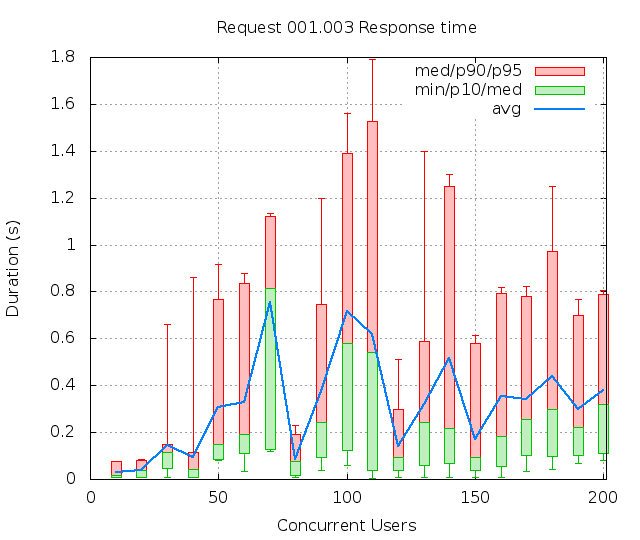 Request 001.003 Response time
med/p90/p95
min/p10/med
avg
Duration (s)
1.8
1.6
1.4
1.2
1
0.8
0.6
0.4
0.2
0
0 50 100 150 200
Concurrent Users